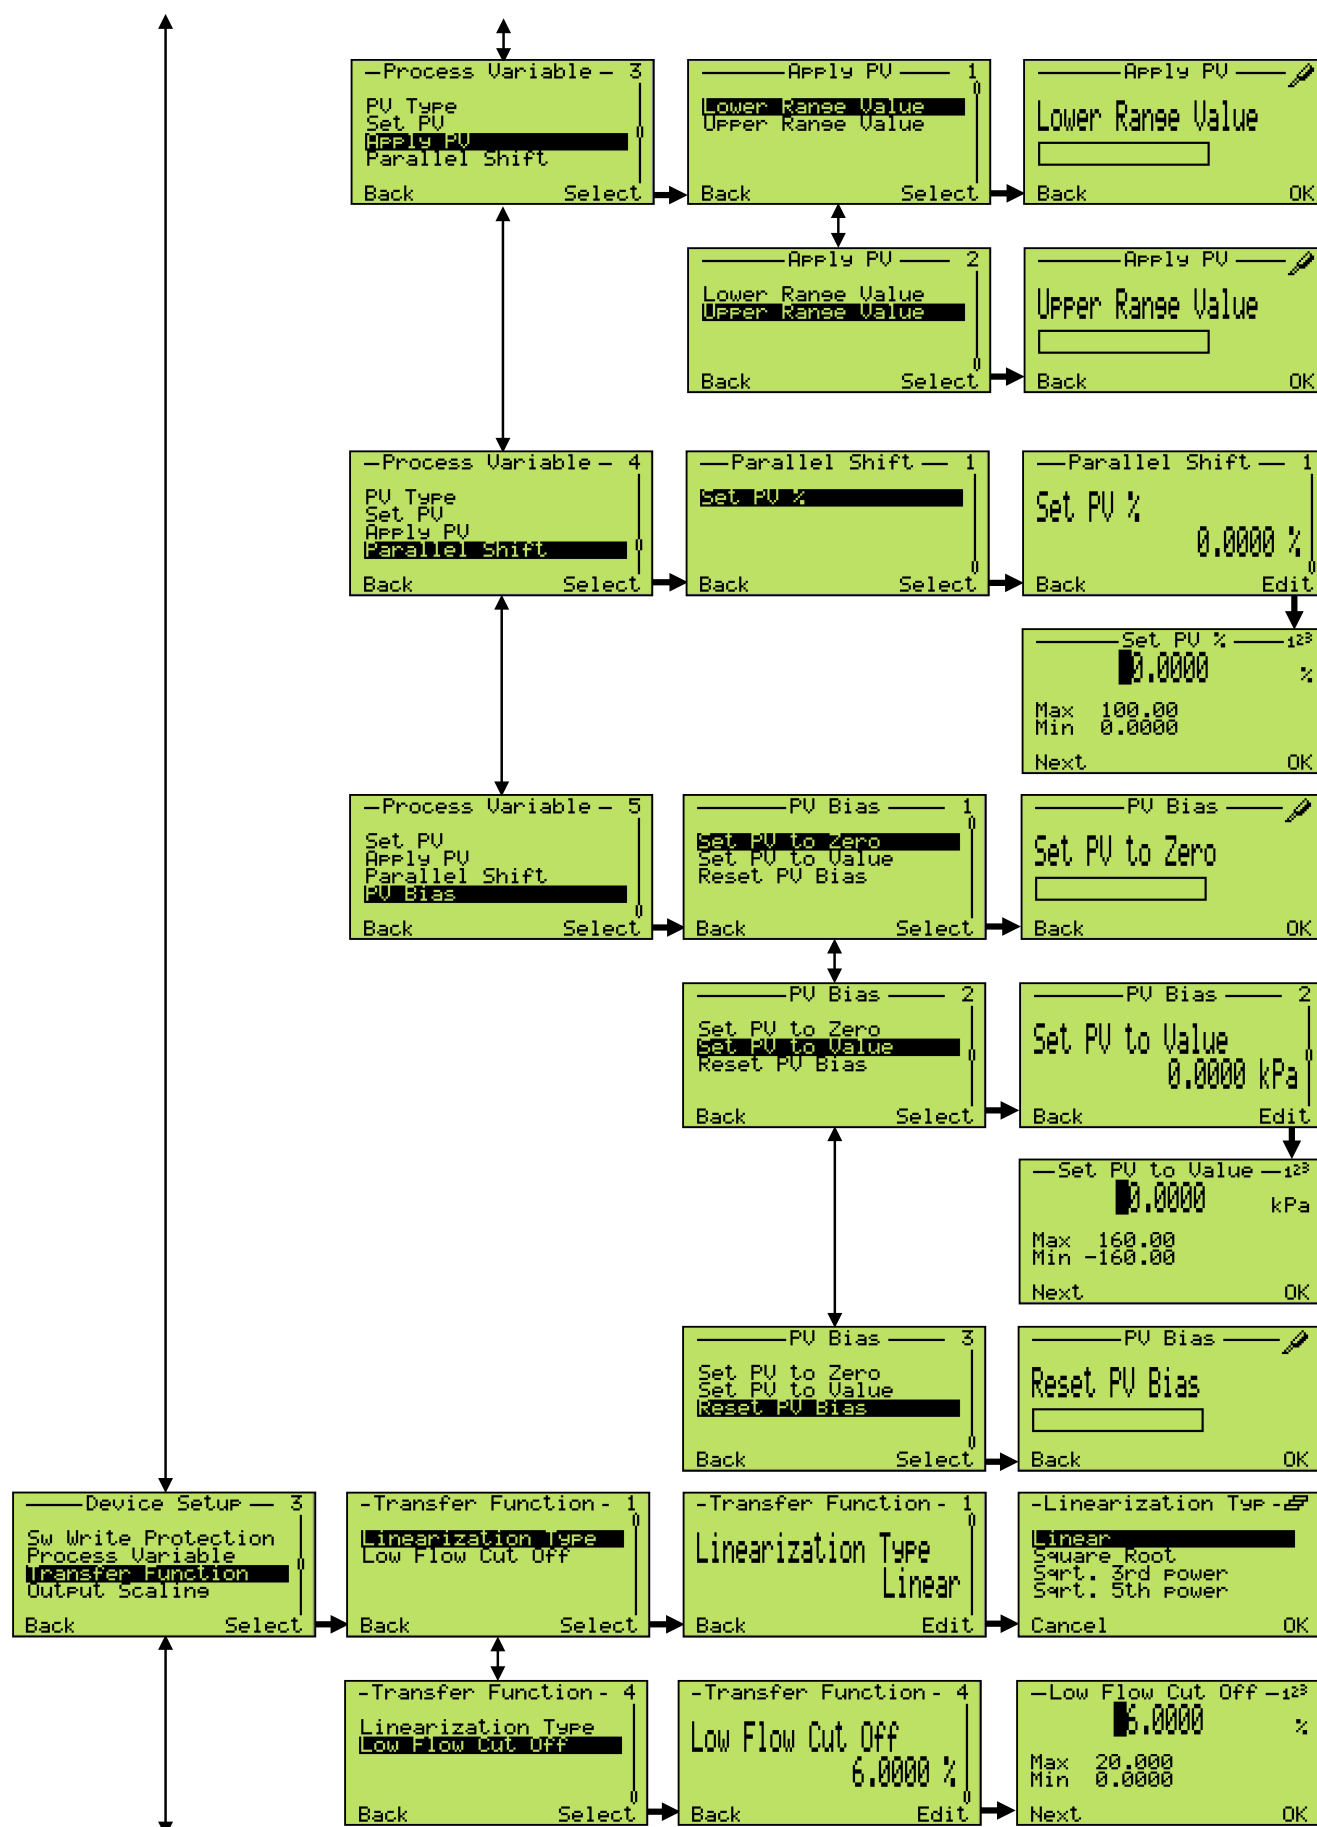 Process Variable 3
PV Type
Set PV
Apply PV
Parallel Shift
Back Select
Apply PV 1
Lower Range Value
Upper Range Value
Back Select
Apply PV
Lower Range Value
Back OK
Apply PV 2
Lower Range Value
Upper Range Value
Back Select
Apply PV
Upper Range Value
Back OK
Process Variable 4
PV Type
Set PV
Apply PV
Parallel Shift
Back Select
Parallel Shift 1
Set PV %
Back Select
Parallel Shift 1
Set PV %
0.0000 %
Back Edit
Set PV % 123
0.0000 %
Max 100.00
Min 0.0000
Next OK
Process Variable 5
Set PV
Apply PV
Parallel Shift
PV Bias
Back Select
PV Bias 1
Set PV to Zero
Set PV to Value
Reset PV Bias
Back Select
PV Bias
Set PV to Zero
Back OK
PV Bias 2
Set PV to Zero
Set PV to Value
Reset PV Bias
Back Select
PV Bias 2
Set PV to Value
0.0000 kPa
Back Edit
Set PV to Value 123
0.0000 kPa
Max 160.00
Min -160.00
Next OK
PV Bias 3
Set PV to Zero
Set PV to Value
Reset PV Bias
Back Select
PV Bias
Reset PV Bias
Back OK
Device Setup 3
Sw Write Protection
Process Variable
Transfer Function
Output Scaling
Back Select
-Transfer Function- 1
Linearization Type
Low Flow Cut Off
Back Select
-Transfer Function- 1
Linearization Type
Linear
Back Edit
-Linearization Typ-
Linear
Square Root
Sqrt. 3rd power
Sqrt. 5th power
Cancel OK
-Transfer Function- 4
Linearization Type
Low Flow Cut Off
Back Select
-Transfer Function- 4
Low Flow Cut Off
6.0000 %
Back Edit
Low Flow Cut Off 123
6.0000 %
Max 20.000
Min 0.0000
Next OK